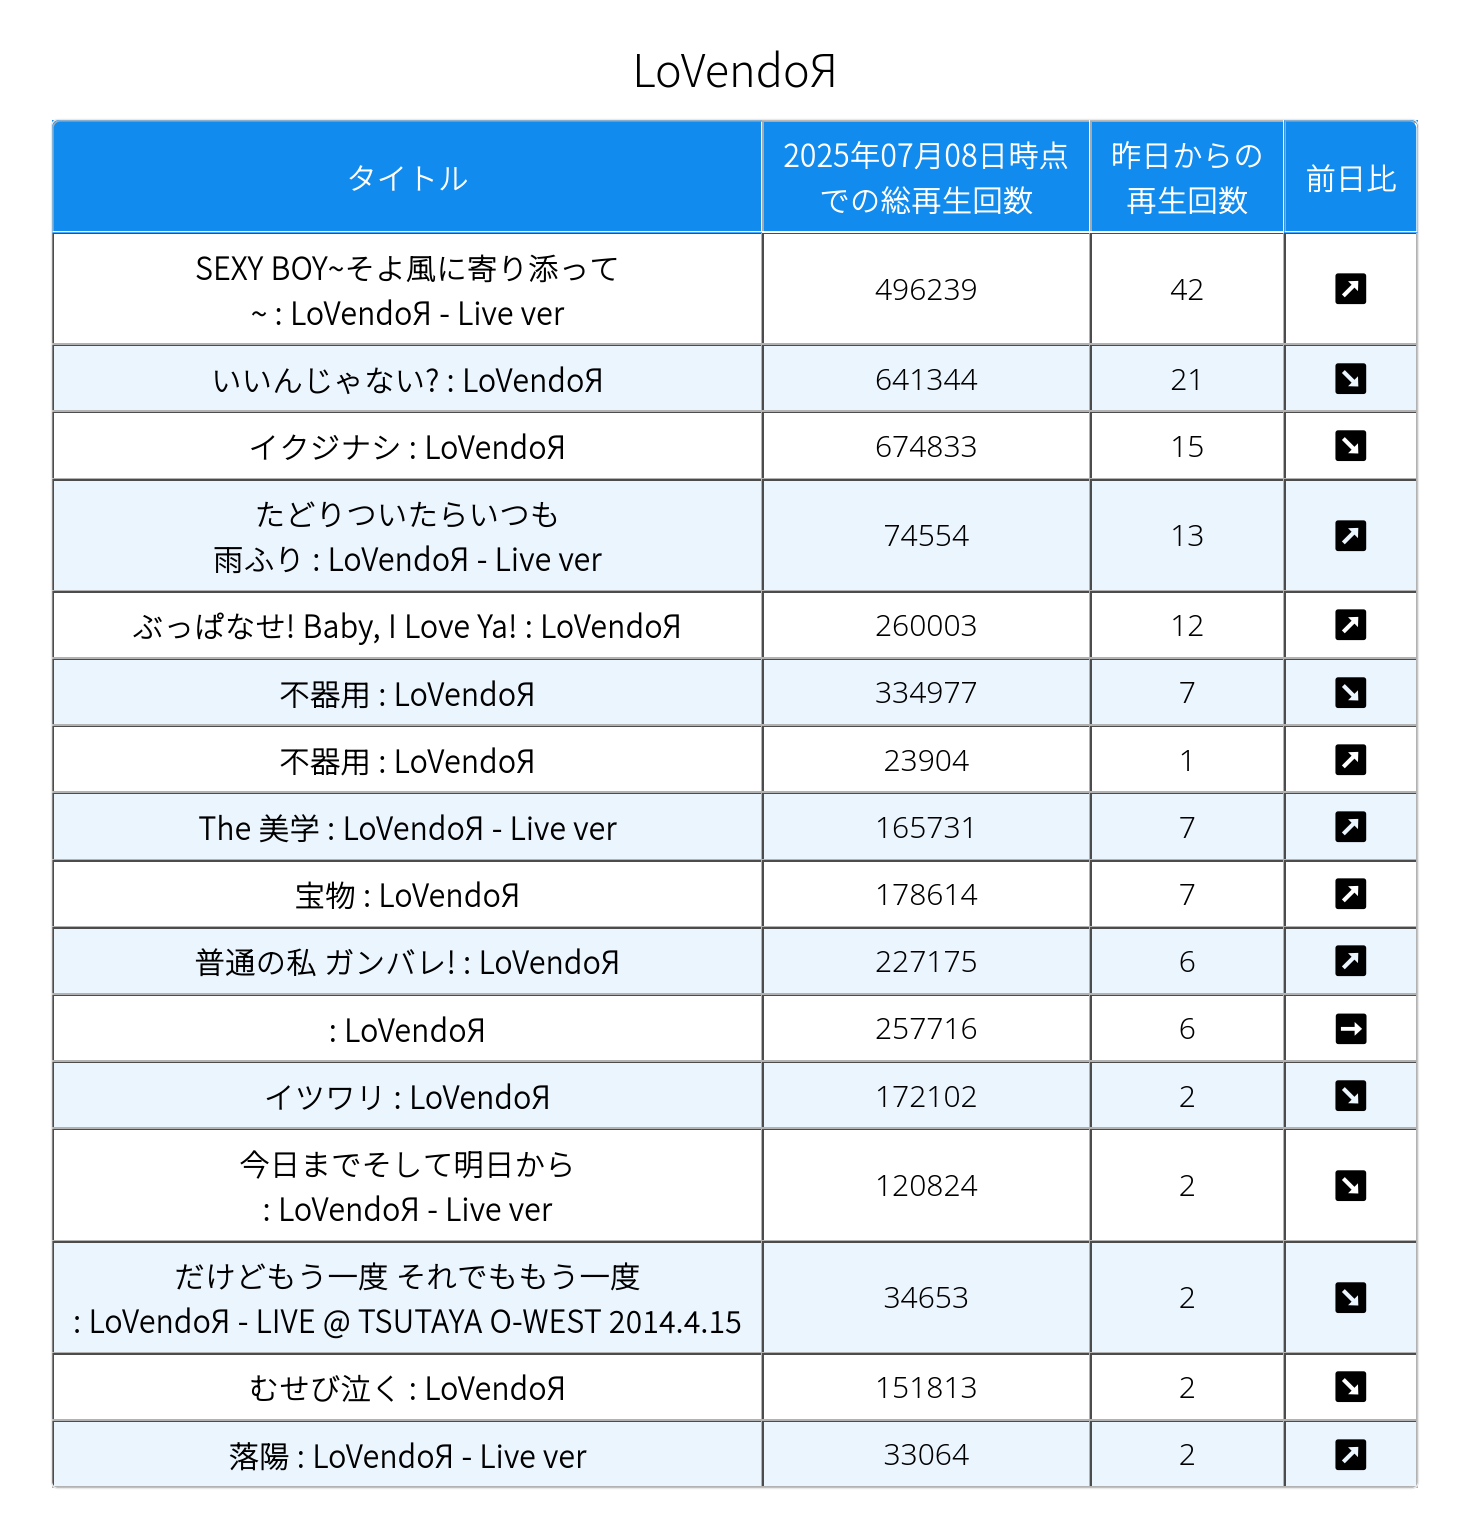 LoVendoЯ
タイトル
2025年07月08日時点
での総再生回数
昨日からの
再生回数
前日比
SEXY BOY~そよ風に寄り添って
~ : LoVendoЯ - Live ver
496239
42
いいんじゃない? : LoVendoЯ
641344
21
イクジナシ : LoVendoЯ
674833
15
たどりついたらいつも
雨ふり : LoVendoЯ - Live ver
74554
13
ぶっぱなせ! Baby, I Love Ya! : LoVendoЯ
260003
12
不器用 : LoVendoЯ
334977
7
不器用 : LoVendoЯ
23904
1
The 美学 : LoVendoЯ - Live ver
165731
7
宝物 : LoVendoЯ
178614
7
普通の私 ガンバレ! : LoVendoЯ
227175
6
: LoVendoЯ
257716
6
イツワリ : LoVendoЯ
172102
2
今日までそして明日から
: LoVendoЯ - Live ver
120824
2
だけどもう一度 それでももう一度
: LoVendoЯ - LIVE @ TSUTAYA O-WEST 2014.4.15
34653
2
むせび泣く : LoVendoЯ
151813
2
落陽 : LoVendoЯ - Live ver
33064
2